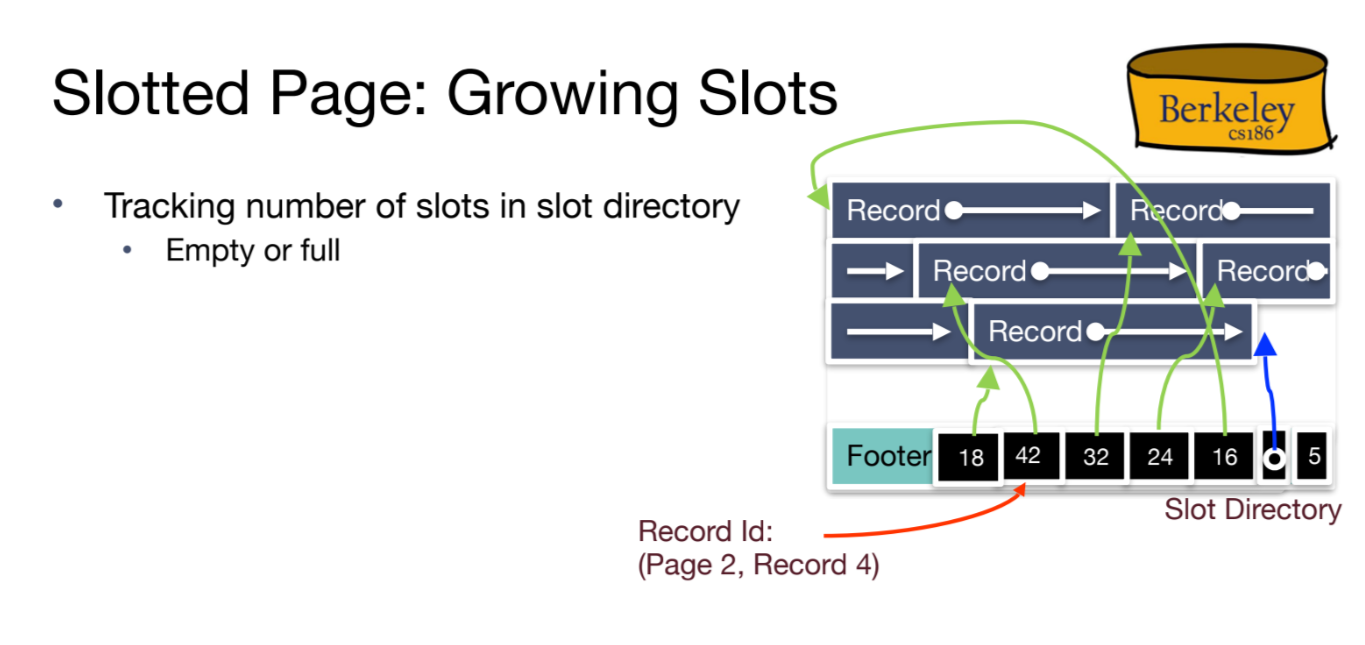 Slotted Page: Growing Slots
Berkeley
cs186
• Tracking number of slots in slot directory
• Empty or full
Record Record
Record Record
Record
Footer 18 42 32 24 16 5
Slot Directory
Record Id:
(Page 2, Record 4)